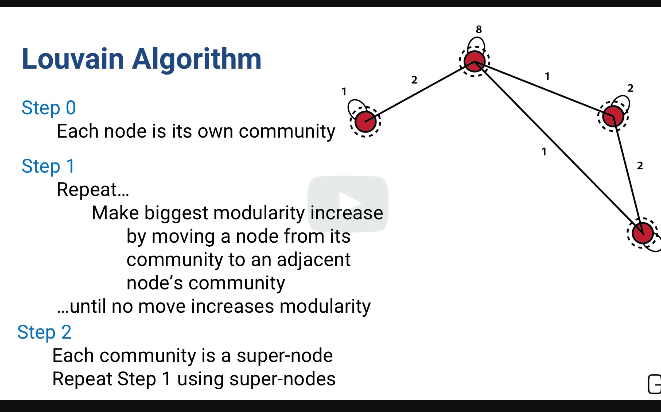 Louvain Algorithm
Step 0
Each node is its own community
Step 1
Repeat...
Make biggest modularity increase
by moving a node from its
community to an adjacent
node's community
...until no move increases modularity
Step 2
Each community is a super-node
Repeat Step 1 using super-nodes
8
1
2
1
2
1
2